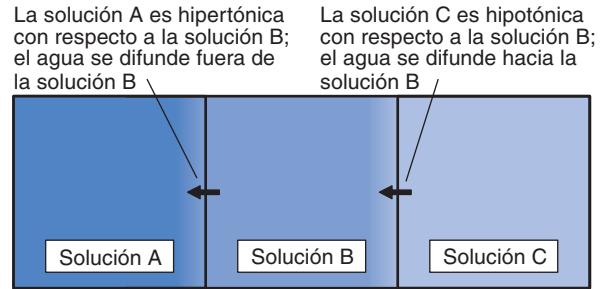 La solución A es hipertónica
con respecto a la solución B;
el agua se difunde fuera de
la solución B
La solución C es hipotónica
con respecto a la solución B;
el agua se difunde hacia la
solución B
Solución A
Solución B
Solución C